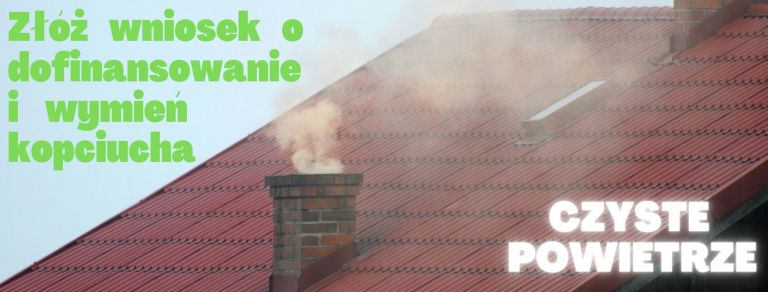 Złóż wniosek o
dofinansowanie
i wymień
kopciucha
CZYSTE
POWIETRZE